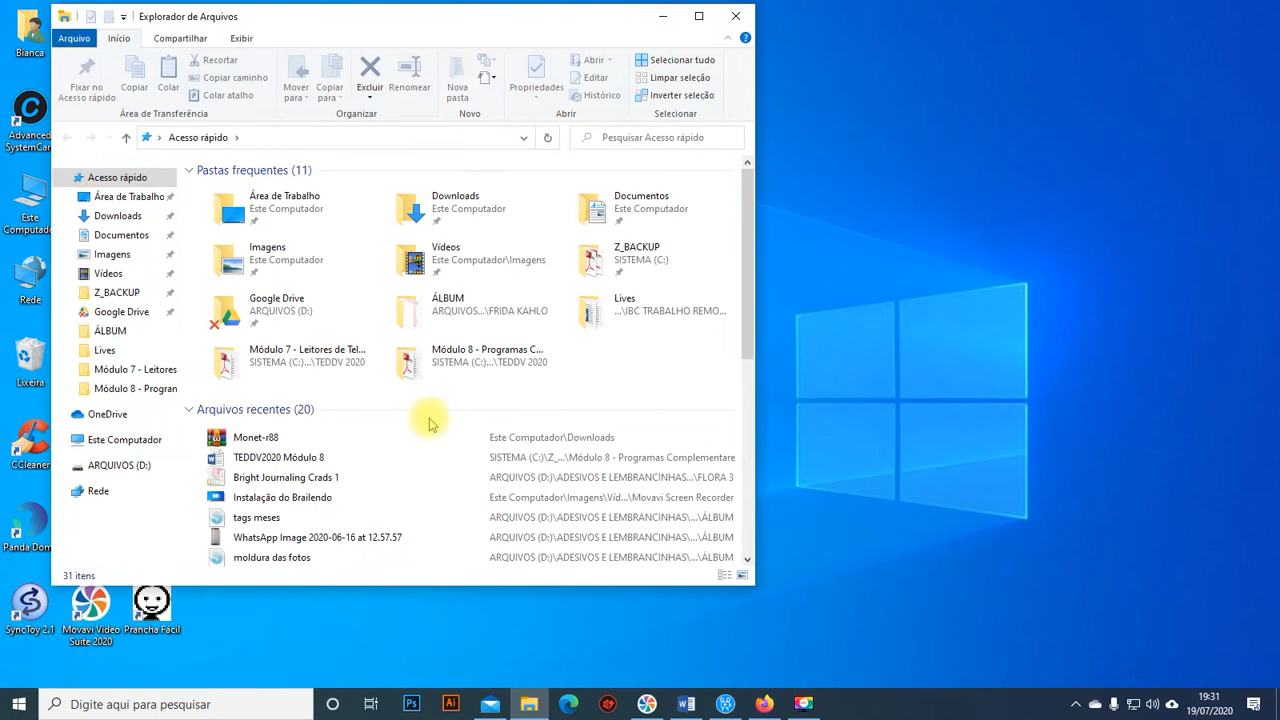 Explorador de Arquivos
Arquivo Início Compartilhar Exibir
Fixar no Acesso rápido
Copiar
Colar
Recortar
Copiar caminho
Colar atalho
Área de Transferência
Mover para
Copiar para
Excluir
Renomear
Organizar
Nova pasta
Novo
Propriedades
Abrir
Editar
Histórico
Abrir
Selecionar tudo
Limpar seleção
Inverter seleção
Selecionar
Acesso rápido
Pesquisar Acesso rápido
Acesso rápido
Área de Trabalho
Downloads
Documentos
Imagens
Vídeos
Z_BACKUP
Google Drive
ÁLBUM
Lives
Módulo 7 - Leitores
Módulo 8 - Program
OneDrive
Este Computador
ARQUIVOS (D:)
Rede
Pastas frequentes (11)
Área de Trabalho
Este Computador
Downloads
Este Computador
Documentos
Este Computador
Imagens
Este Computador
Vídeos
Este Computador\Imagens
Z_BACKUP
SISTEMA (C:)
Google Drive
ARQUIVOS (D:)
ÁLBUM
ARQUIVOS...\FRIDA KAHLO
Lives
...\IBC TRABALHO REMO...
Módulo 7 - Leitores de Tel...
SISTEMA (C:)...\TEDDV 2020
Módulo 8 - Programas C...
SISTEMA (C:)...\TEDDV 2020
Arquivos recentes (20)
Monet-r88 Este Computador\Downloads
TEDDV2020 Módulo 8 SISTEMA (C:)\Z_...\Módulo 8 - Programas Complementare
Bright Journaling Crads 1 ARQUIVOS (D:)\ADESIVOS E LEMBRANCINHAS...\FLORA 3
Instalação do Brailendo Este Computador\Imagens\Víd...\Movavi Screen Recorder
tags meses ARQUIVOS (D:)\ADESIVOS E LEMBRANCINHAS\...\ÁLBUM
WhatsApp Image 2020-06-16 at 12.57.57 ARQUIVOS (D:)\ADESIVOS E LEMBRANCINHAS\...\ÁLBUM
moldura das fotos ARQUIVOS (D:)\ADESIVOS E LEMBRANCINHAS\...\ÁLBUM
31 itens
Bianca
Advanced
SystemCar
Este
Computad
Rede
Lixeira
CCleaner
Panda Dom
SyncToy 2.1
Movavi Video
Suite 2020
Prancha Fácil
Digite aqui para pesquisar
Ps
Ai
19:31
19/07/2020